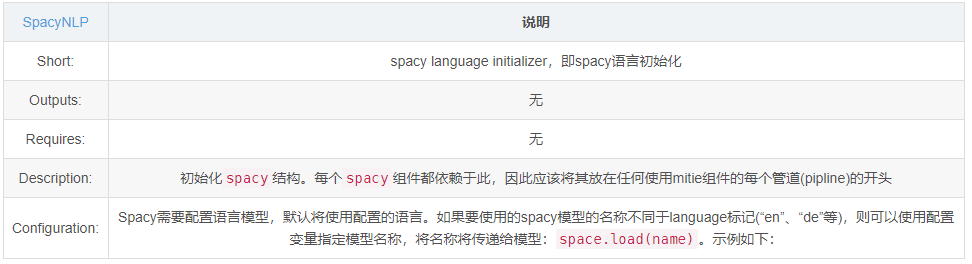 SpacyNLP 说明
Short: spacy language initializer，即spacy语言初始化
Outputs: 无
Requires: 无
Description: 初始化 spacy 结构。每个 spacy 组件都依赖于此，因此应该将其放在任何使用mitie组件的每个管道(pipline)的开头
Configuration: Spacy需要配置语言模型，默认将使用配置的语言。如果要使用的spacy模型的名称不同于language标记(“en”、“de”等)，则可以使用配置
变量指定模型名称，将名称将传递给模型：space.load(name)。示例如下：